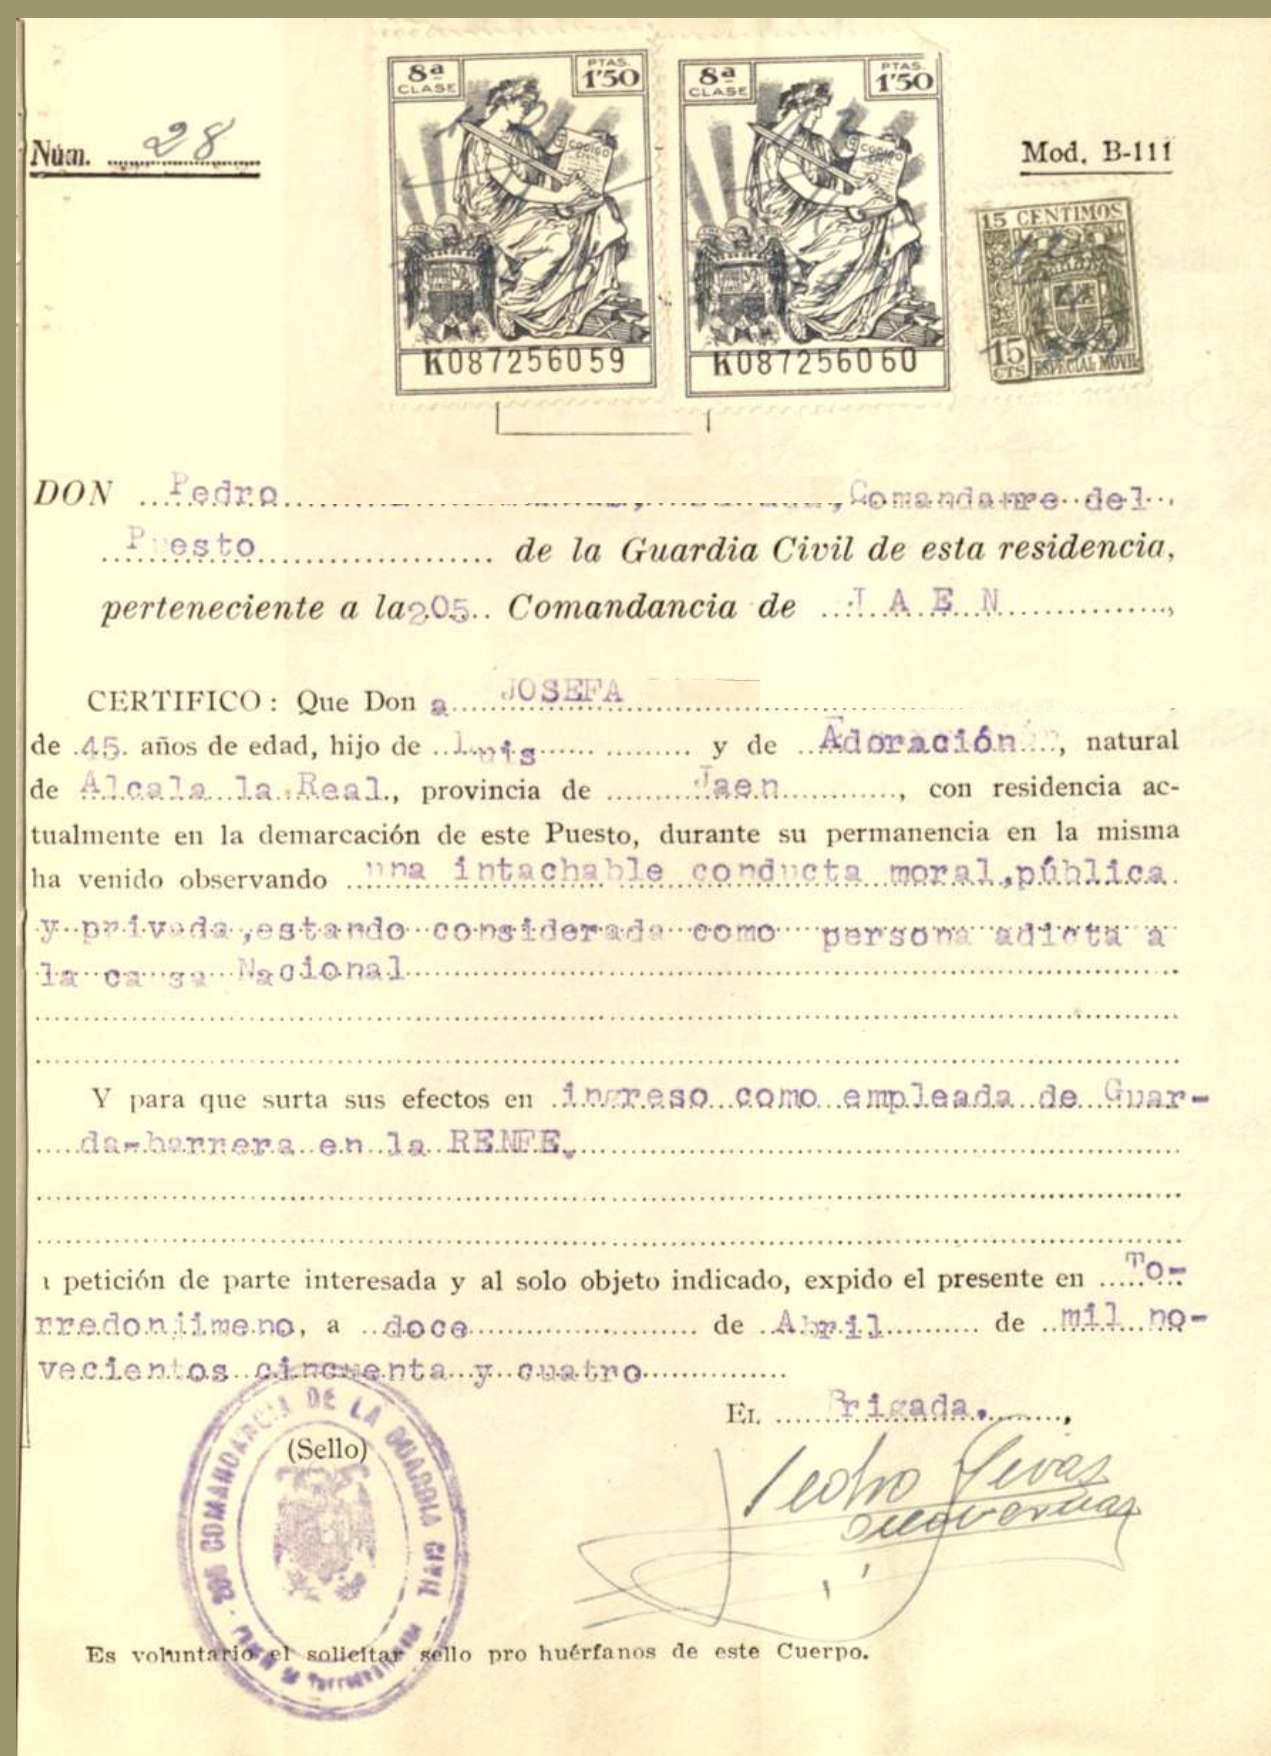 8ª CLASE PTAS. 1'50
8ª CLASE PTAS. 1'50
CODIGO
CODIGO
Núm. 28
Mod. B-111
15 CENTIMOS
15 CTS ESPECIAL MOVIL
K087256059
K087256060
DON Pedro , Comandanre del
Puesto de la Guardia Civil de esta residencia,
perteneciente a la 205 Comandancia de J A E N ,
CERTIFICO: Que Don a JOSEFA
de 45 años de edad, hijo de Luis y de Adoración , natural
de Alcala la Real, provincia de Jaen , con residencia ac-
tualmente en la demarcación de este Puesto, durante su permanencia en la misma
ha venido observando una intachable conducta moral,pública
y privada,estando considerada como persona adicta a
la causa Nacional
Y para que surta sus efectos en ingreso como empleada de Guar-
da-barrera en la RENFE.
petición de parte interesada y al solo objeto indicado, expido el presente en To-
rredonjimeno, a doce de Abril de mil no-
vecientos cincuenta y cuatro
EL Brigada. ,
(Sello)
205 COMANDANCIA DE LA GUARDIA CIVIL
Pedro
Es voluntario el solicitar sello pro huérfanos de este Cuerpo.